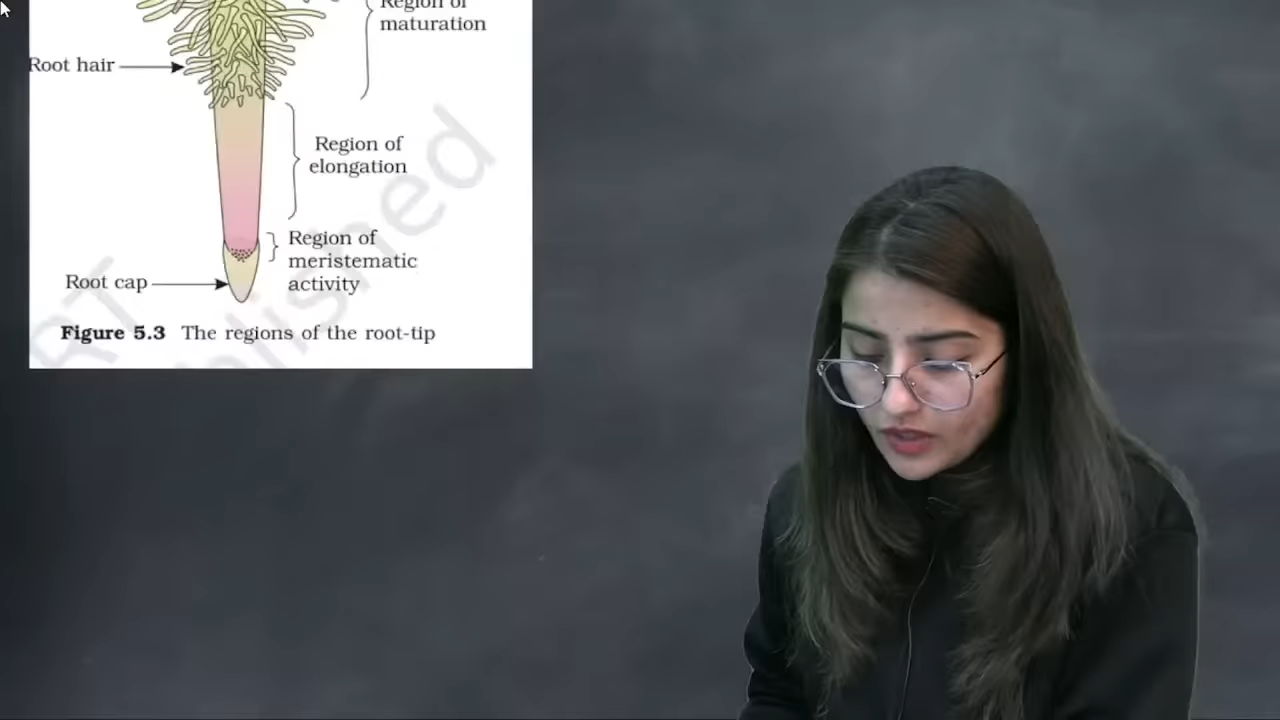 Region of
maturation
Root hair
Region of
elongation
Region of
meristematic
activity
Root cap
Figure 5.3 The regions of the root-tip